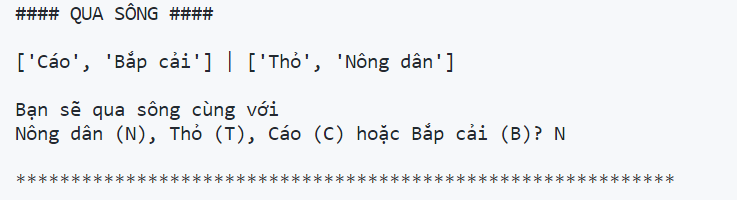 #### QUA SÔNG ####
['Cáo', 'Bắp cải'] | ['Thỏ', 'Nông dân']
Bạn sẽ qua sông cùng với
Nông dân (N), Thỏ (T), Cáo (C) hoặc Bắp cải (B)? N
************************************************************